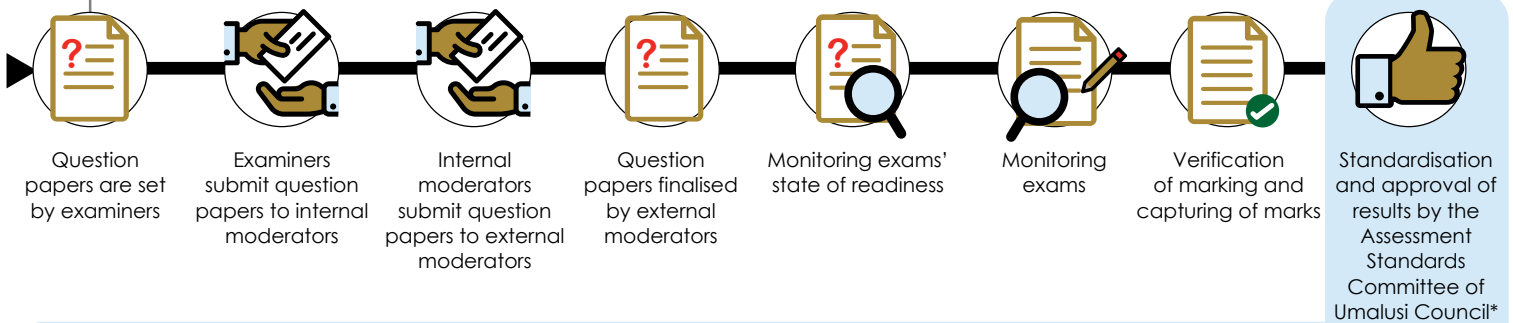 Question
papers are set
by examiners
Examiners
submit question
papers to internal
moderators
Internal
moderators
submit question
papers to external
moderators
Question
papers finalised
by external
moderators
Monitoring exams'
state of readiness
Monitoring
exams
Verification
of marking and
capturing of marks
Standardisation
and approval of
results by the
Assessment
Standards
Committee of
Umalusi Council*